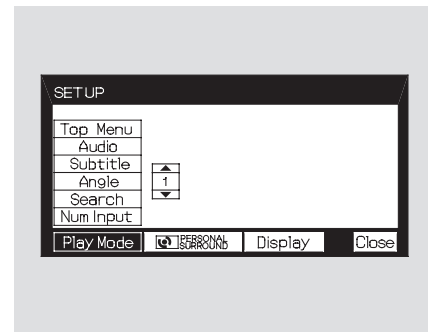 SETUP
Top Menu
Audio
Subtitle
Angle
1
Search
Num Input
Play Mode PERSONAL SURROUND Display Close